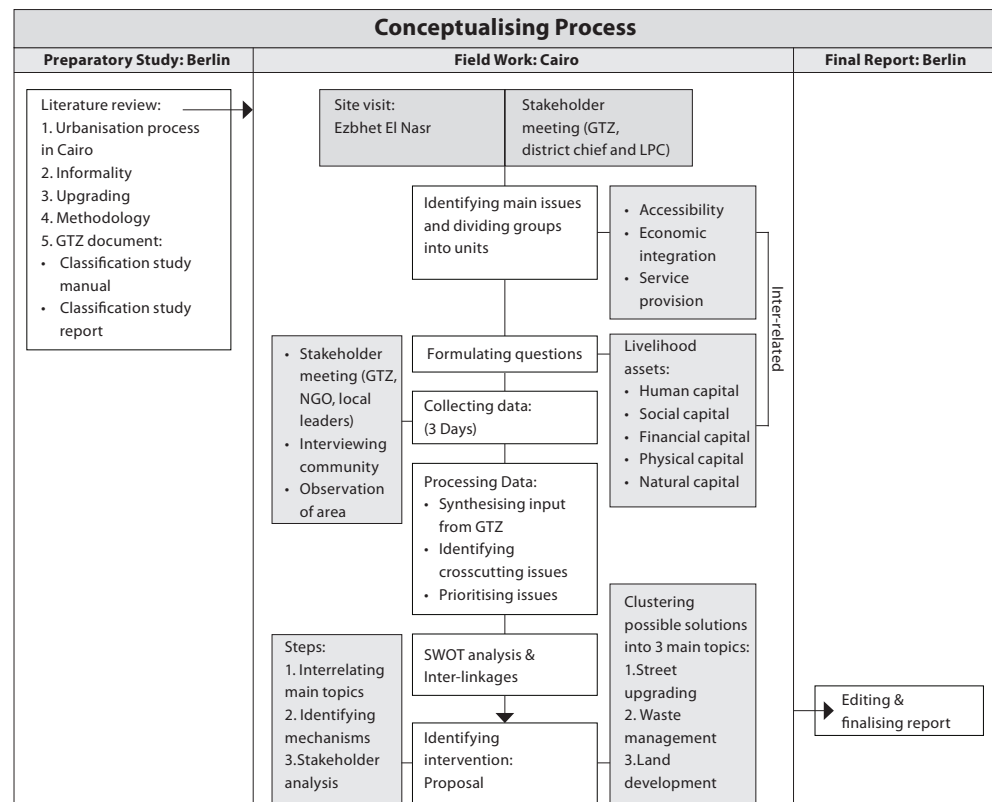 Conceptualising Process
Preparatory Study: Berlin
Field Work: Cairo
Final Report: Berlin
Literature review:
1. Urbanisation process
in Cairo
2. Informality
3. Upgrading
4. Methodology
5. GTZ document:
• Classification study
manual
• Classification study
report
Site visit:
Ezbhet El Nasr
Stakeholder
meeting (GTZ,
district chief and LPC)
Identifying main issues
and dividing groups
into units
• Accessibility
• Economic
integration
• Service
provision
Inter-related
Formulating questions
Livelihood
assets:
• Human capital
• Social capital
• Financial capital
• Physical capital
• Natural capital
• Stakeholder
meeting (GTZ,
NGO, local
leaders)
• Interviewing
community
• Observation
of area
Collecting data:
(3 Days)
Processing Data:
• Synthesising input
from GTZ
• Identifying
crosscutting issues
• Prioritising issues
SWOT analysis &
Inter-linkages
Steps:
1. Interrelating
main topics
2. Identifying
mechanisms
3.Stakeholder
analysis
Identifying
intervention:
Proposal
Clustering
possible solutions
into 3 main topics:
1.Street
upgrading
2. Waste
management
3.Land
development
Editing &
finalising report